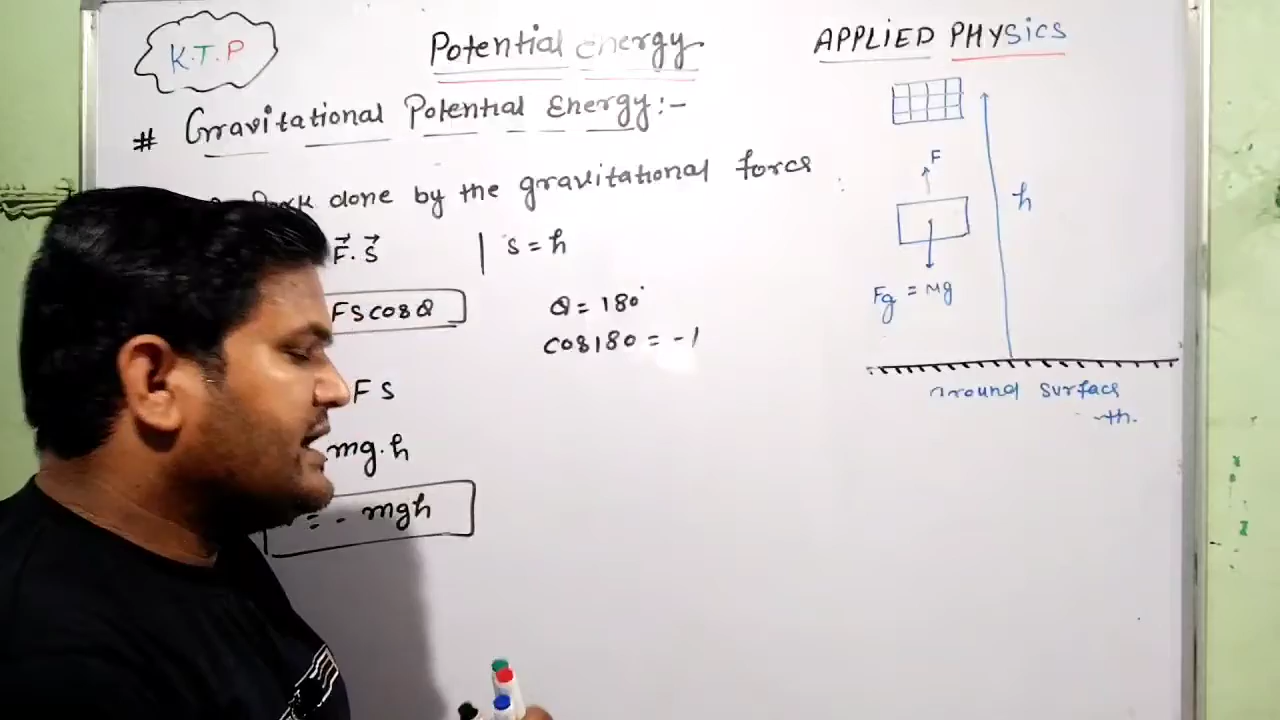 K.T.P
Potential energy
APPLIED PHYSICS
# Gravitational Potential Energy:-
done by the gravitational force
F⃗. S⃗
| s = h
FScosθ
θ = 180°
cos180 = -1
FS
mg.h
= - mgh
F
h
Fg = Mg
Ground surface